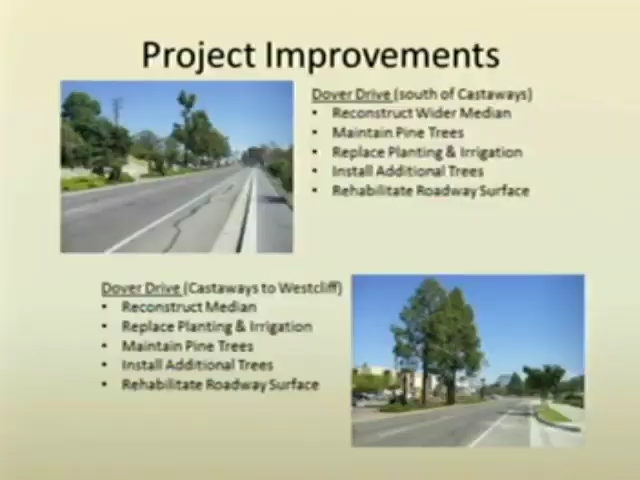 Project Improvements
Dover Drive (south of Castaways)
• Reconstruct Wider Median
• Maintain Pine Trees
• Replace Planting & Irrigation
• Install Additional Trees
• Rehabilitate Roadway Surface
Dover Drive (Castaways to Westcliff)
• Reconstruct Median
• Replace Planting & Irrigation
• Maintain Pine Trees
• Install Additional Trees
• Rehabilitate Roadway Surface